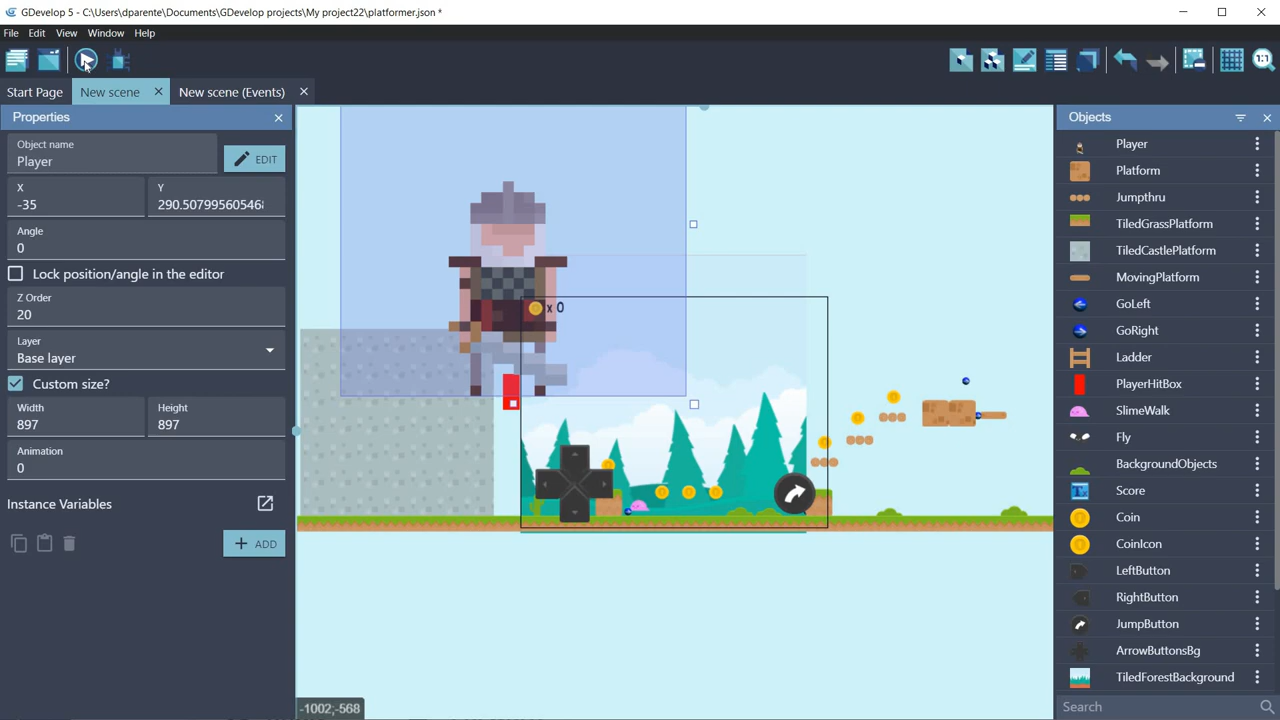 GDevelop 5 - C:\Users\dparente\Documents\GDevelop projects\My project22\platformer.json *
File Edit View Window Help
1:1
Start Page New scene New scene (Events)
Properties
Object name
Player
EDIT
X Y
-35 290.50799560546
Angle
0
Lock position/angle in the editor
Z Order
20
Layer
Base layer
Custom size?
Width Height
897 897
Animation
0
Instance Variables
ADD
x 0
-1002;-568
Objects
Player
Platform
Jumpthru
TiledGrassPlatform
TiledCastlePlatform
MovingPlatform
GoLeft
GoRight
Ladder
PlayerHitBox
SlimeWalk
Fly
BackgroundObjects
Score
Coin
CoinIcon
LeftButton
RightButton
JumpButton
ArrowButtonsBg
TiledForestBackground
Search